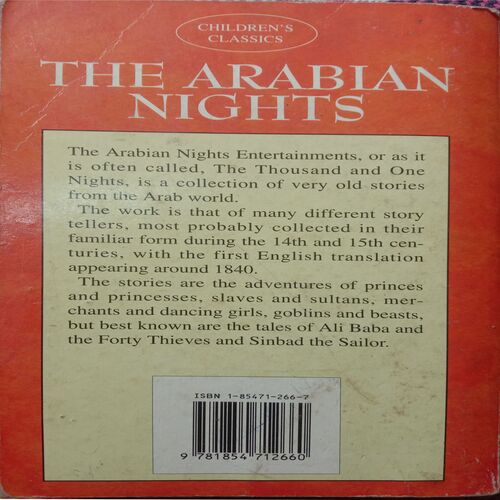 CHILDREN'S
CLASSICS
THE ARABIAN
NIGHTS
The Arabian Nights Entertainments, or as it
is often called, The Thousand and One
Nights, is a collection of very old stories
from the Arab world.
The work is that of many different story
tellers, most probably collected in their
familiar form during the 14th and 15th cen-
turies, with the first English translation
appearing around 1840.
The stories are the adventures of princes
and princesses, slaves and sultans, mer-
chants and dancing girls, goblins and beasts,
but best known are the tales of Ali Baba and
the Forty Thieves and Sinbad the Sailor.
ISBN 1-85471-266-7
9 781854 712660